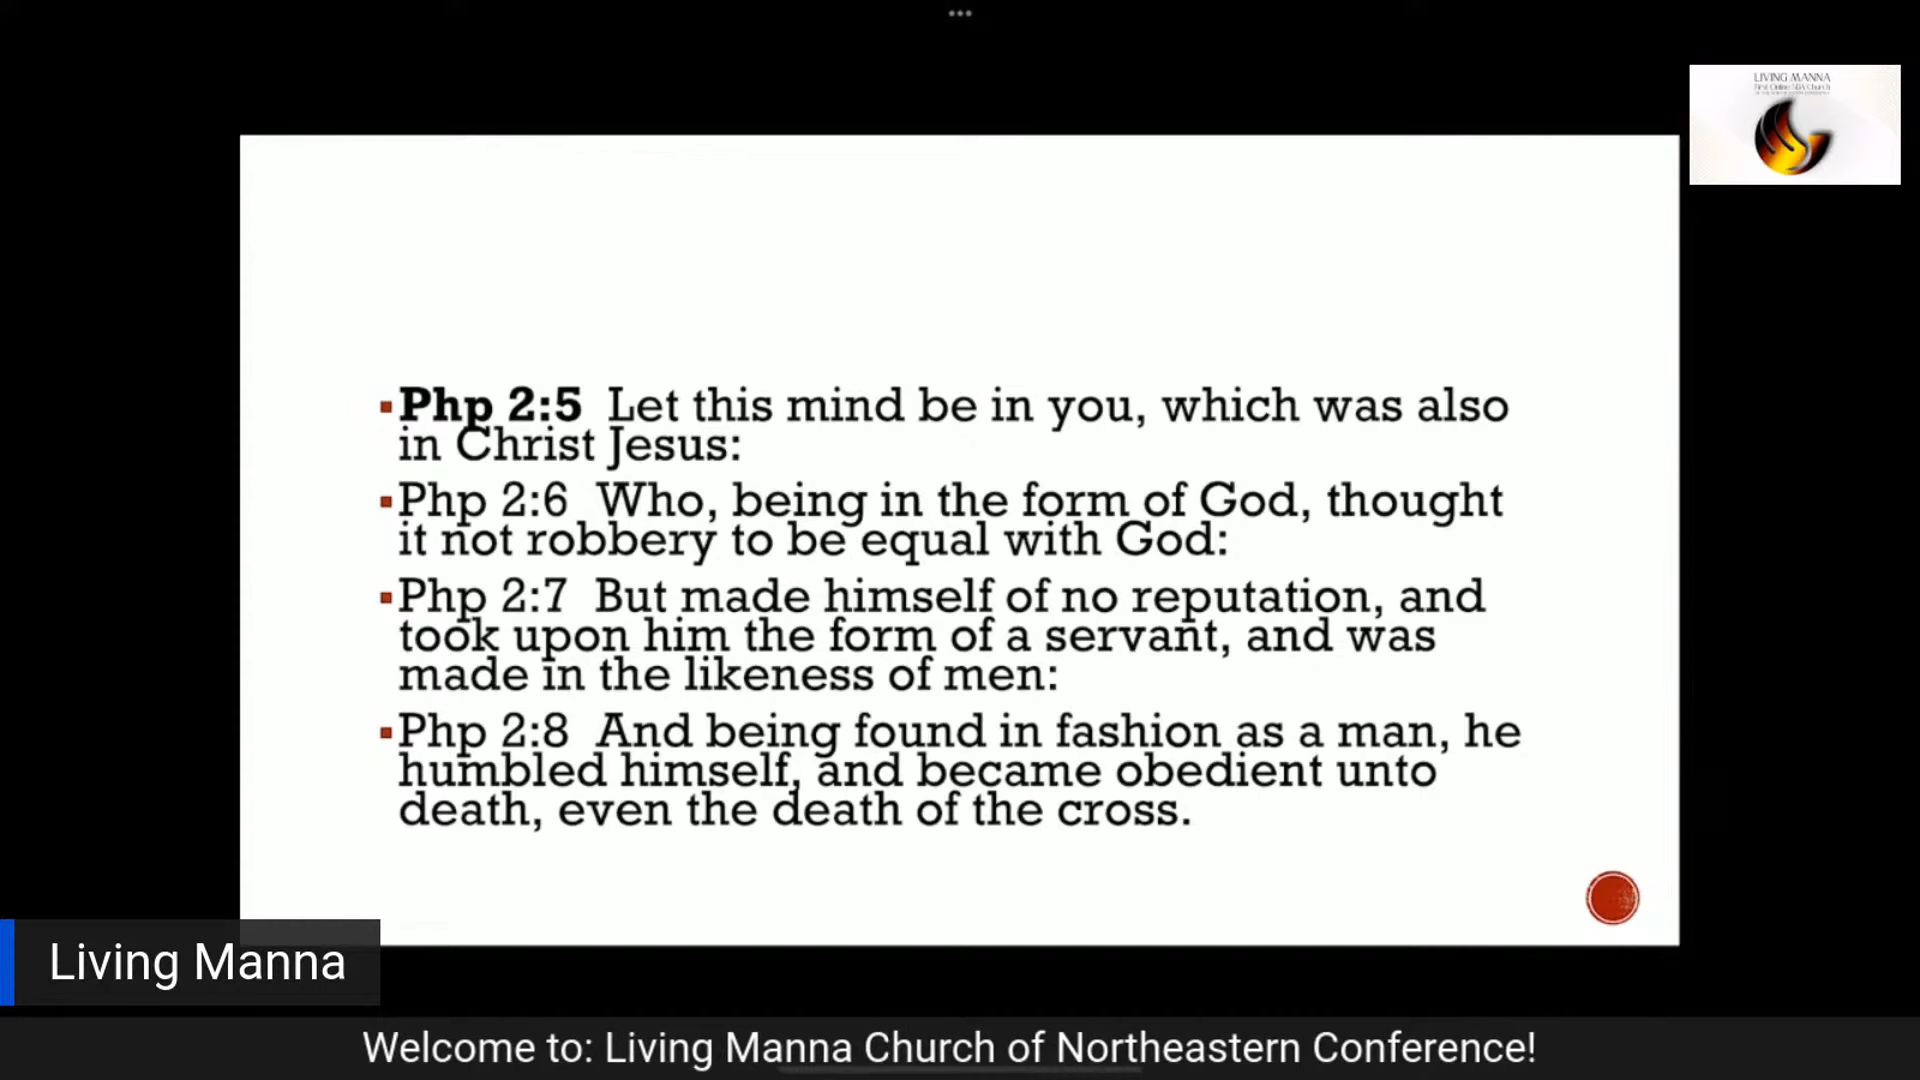 LIVING MANNA
First Online SDA Church
Php 2:5 Let this mind be in you, which was also
in Christ Jesus:
Php 2:6 Who, being in the form of God, thought
it not robbery to be equal with God:
Php 2:7 But made himself of no reputation, and
took upon him the form of a servant, and was
made in the likeness of men:
Php 2:8 And being found in fashion as a man, he
humbled himself, and became obedient unto
death, even the death of the cross.
Living Manna
Welcome to: Living Manna Church of Northeastern Conference!